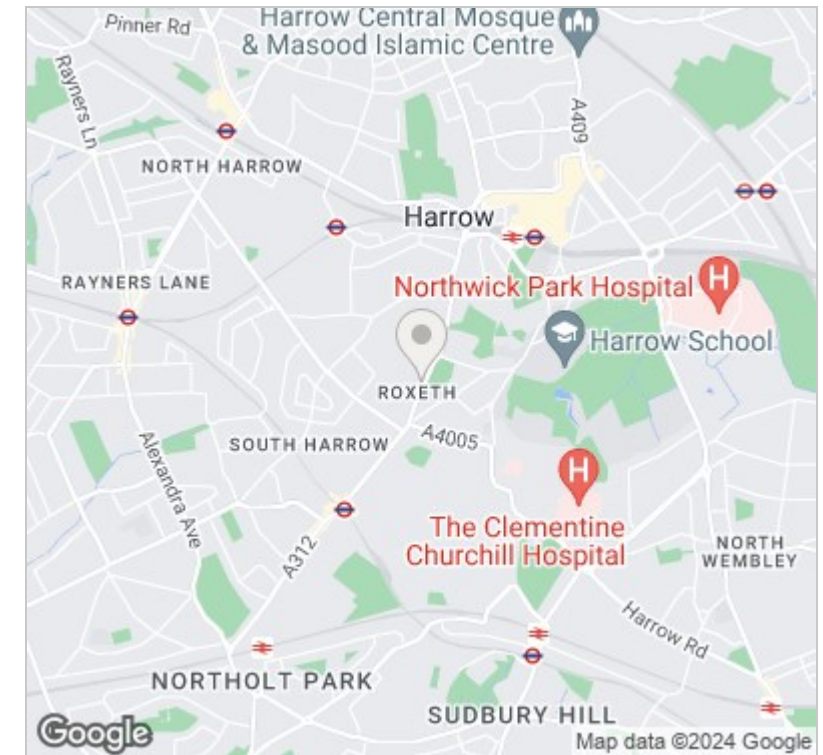 Harrow Central Mosque
& Masood Islamic Centre
Pinner Rd
Rayners Ln
A409
NORTH HARROW
Harrow
RAYNERS LANE
Northwick Park Hospital
H
Harrow School
ROXETH
A4005
SOUTH HARROW
Alexandra Ave
H
The Clementine
Churchill Hospital
A312
NORTH
WEMBLEY
Harrow Rd
NORTHOLT PARK
SUDBURY HILL
Google
Map data ©2024 Google